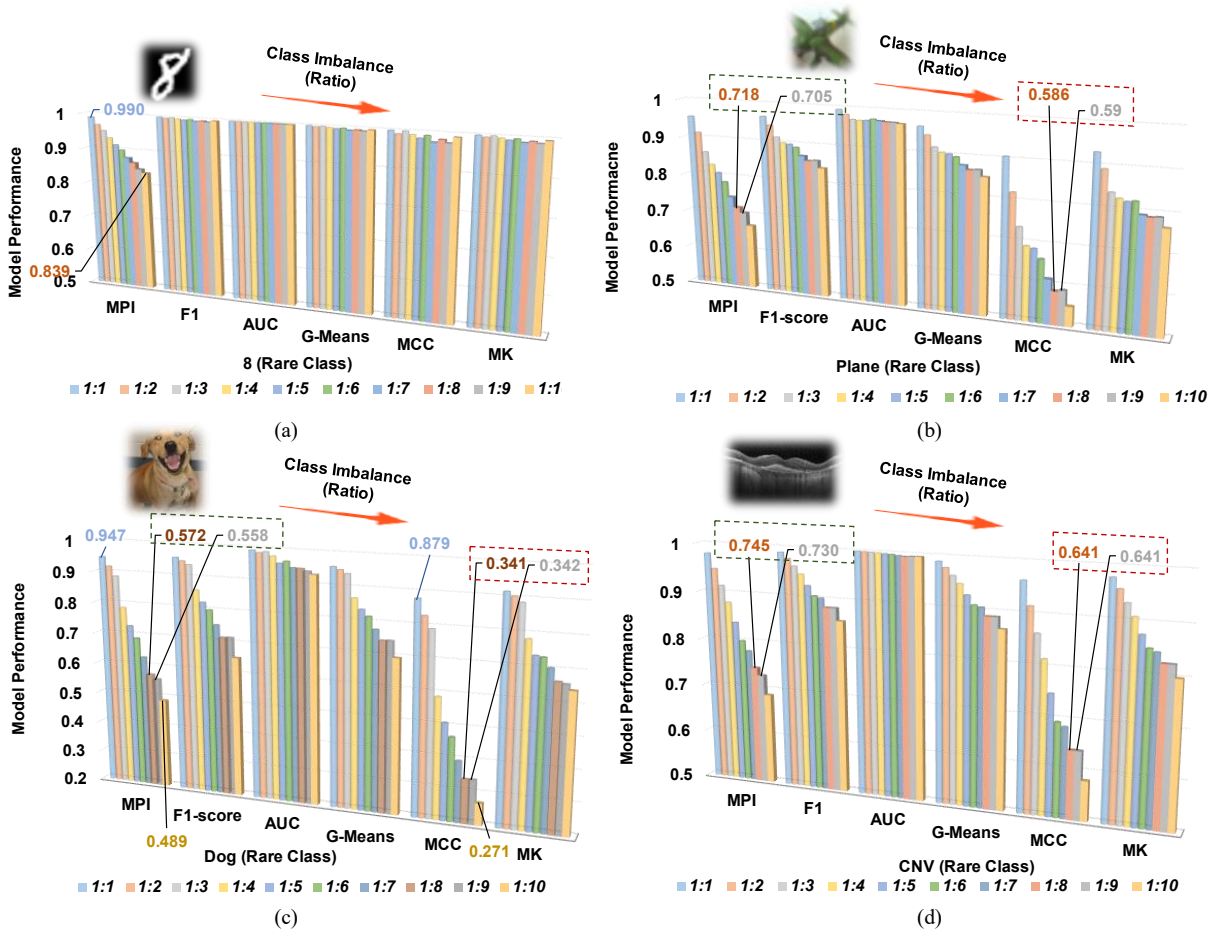 Class Imbalance
(Ratio)
Model Performance
1
0.9
0.8
0.7
0.6
0.5
0.990
0.839
MPI
F1
AUC
G-Means
MCC
MK
8 (Rare Class)
1:1 1:2 1:3 1:4 1:5 1:6 1:7 1:8 1:9 1:1
(a)
Class Imbalance
(Ratio)
Model Perfromacne
1
0.9
0.8
0.7
0.6
0.5
0.718 0.705
0.586 0.59
MPI
F1-score
AUC
G-Means
MCC
MK
Plane (Rare Class)
1:1 1:2 1:3 1:4 1:5 1:6 1:7 1:8 1:9 1:10
(b)
Class Imbalance
(Ratio)
Model Performance
1
0.9
0.8
0.7
0.6
0.5
0.4
0.3
0.2
0.947
0.572 0.558
0.879
0.341 0.342
0.489
0.271
MPI
F1-score
AUC
G-Means
MCC
MK
Dog (Rare Class)
1:1 1:2 1:3 1:4 1:5 1:6 1:7 1:8 1:9 1:10
(c)
Class Imbalance
(Ratio)
Model Performance
1
0.9
0.8
0.7
0.6
0.5
0.745 0.730
0.641 0.641
MPI
F1
AUC
G-Means
MCC
MK
CNV (Rare Class)
1:1 1:2 1:3 1:4 1:5 1:6 1:7 1:8 1:9 1:10
(d)